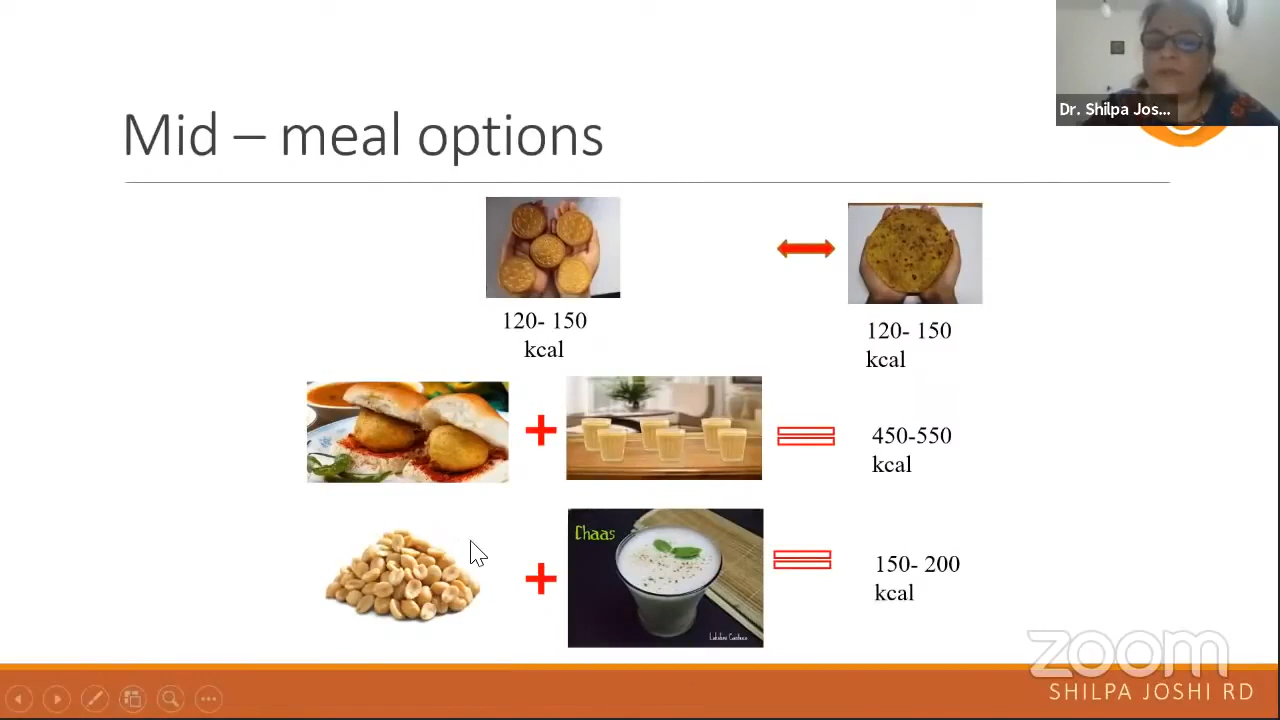 Dr. Shilpa Jos...
Mid – meal options
120- 150
kcal
120- 150
kcal
450-550
kcal
Chaas
150- 200
kcal
zoom
SHILPA JOSHI RD